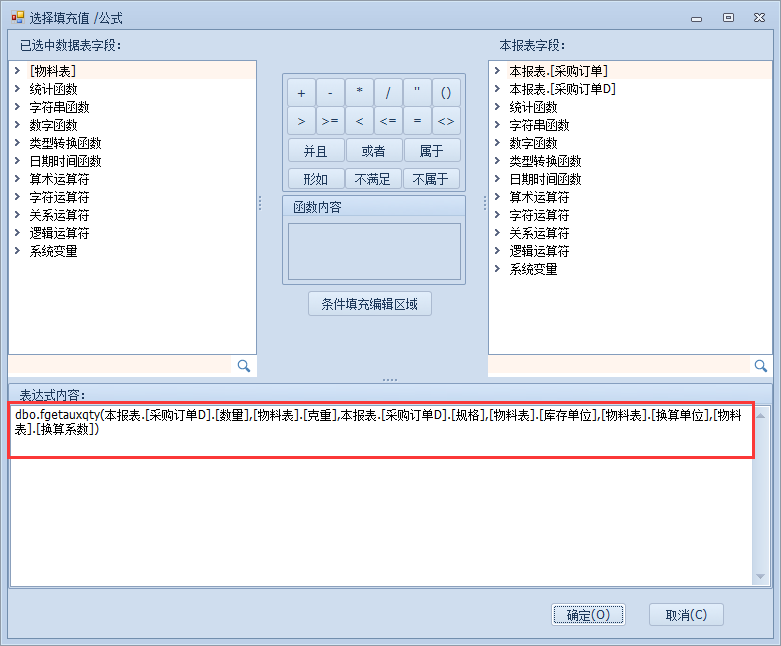 选择填充值 /公式
已选中数据表字段:
[物料表]
统计函数
字符串函数
数字函数
类型转换函数
日期时间函数
算术运算符
字符运算符
关系运算符
逻辑运算符
系统变量
+ - * / '' ()
> >= < <= = <>
并且 或者 属于
形如 不满足 不属于
函数内容
条件填充编辑区域
本报表字段:
本报表.[采购订单]
本报表.[采购订单D]
统计函数
字符串函数
数字函数
类型转换函数
日期时间函数
算术运算符
字符运算符
关系运算符
逻辑运算符
系统变量
表达式内容:
dbo.fgetauxqty(本报表.[采购订单D].[数量],[物料表].[克重],本报表.[采购订单D].[规格],[物料表].[库存单位],[物料表].[换算单位],[物料
表].[换算系数])
确定(O) 取消(C)